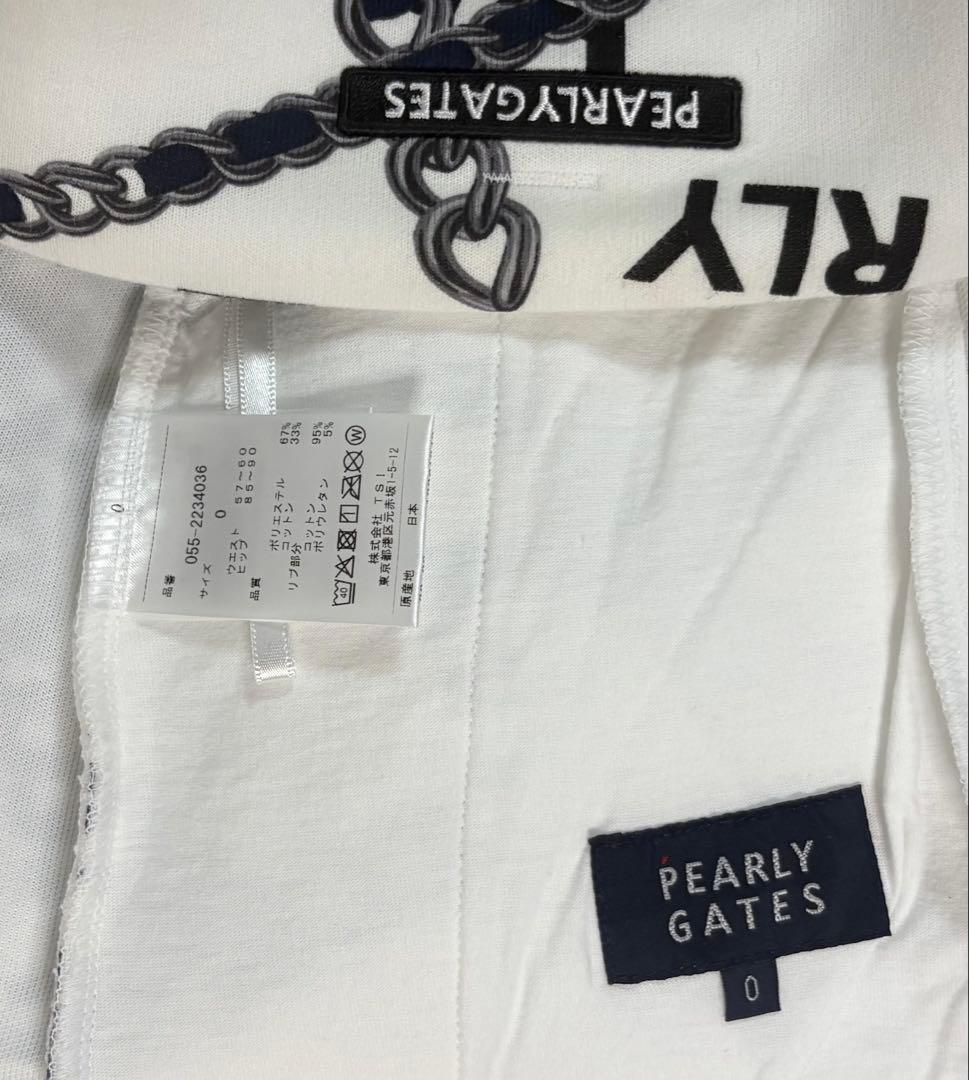 PEARLYGATES
RLY
品番 055-2234036
サイズ 0
ウエスト 57～60
ヒップ 85～90
品質 ポリエステル 67%
コットン 33%
リブ部分 コットン 95%
ポリウレタン 5%
40 W
株式会社 TSI
東京都港区元赤坂1-5-12
原産地 日本
0
PEARLY
GATES
0